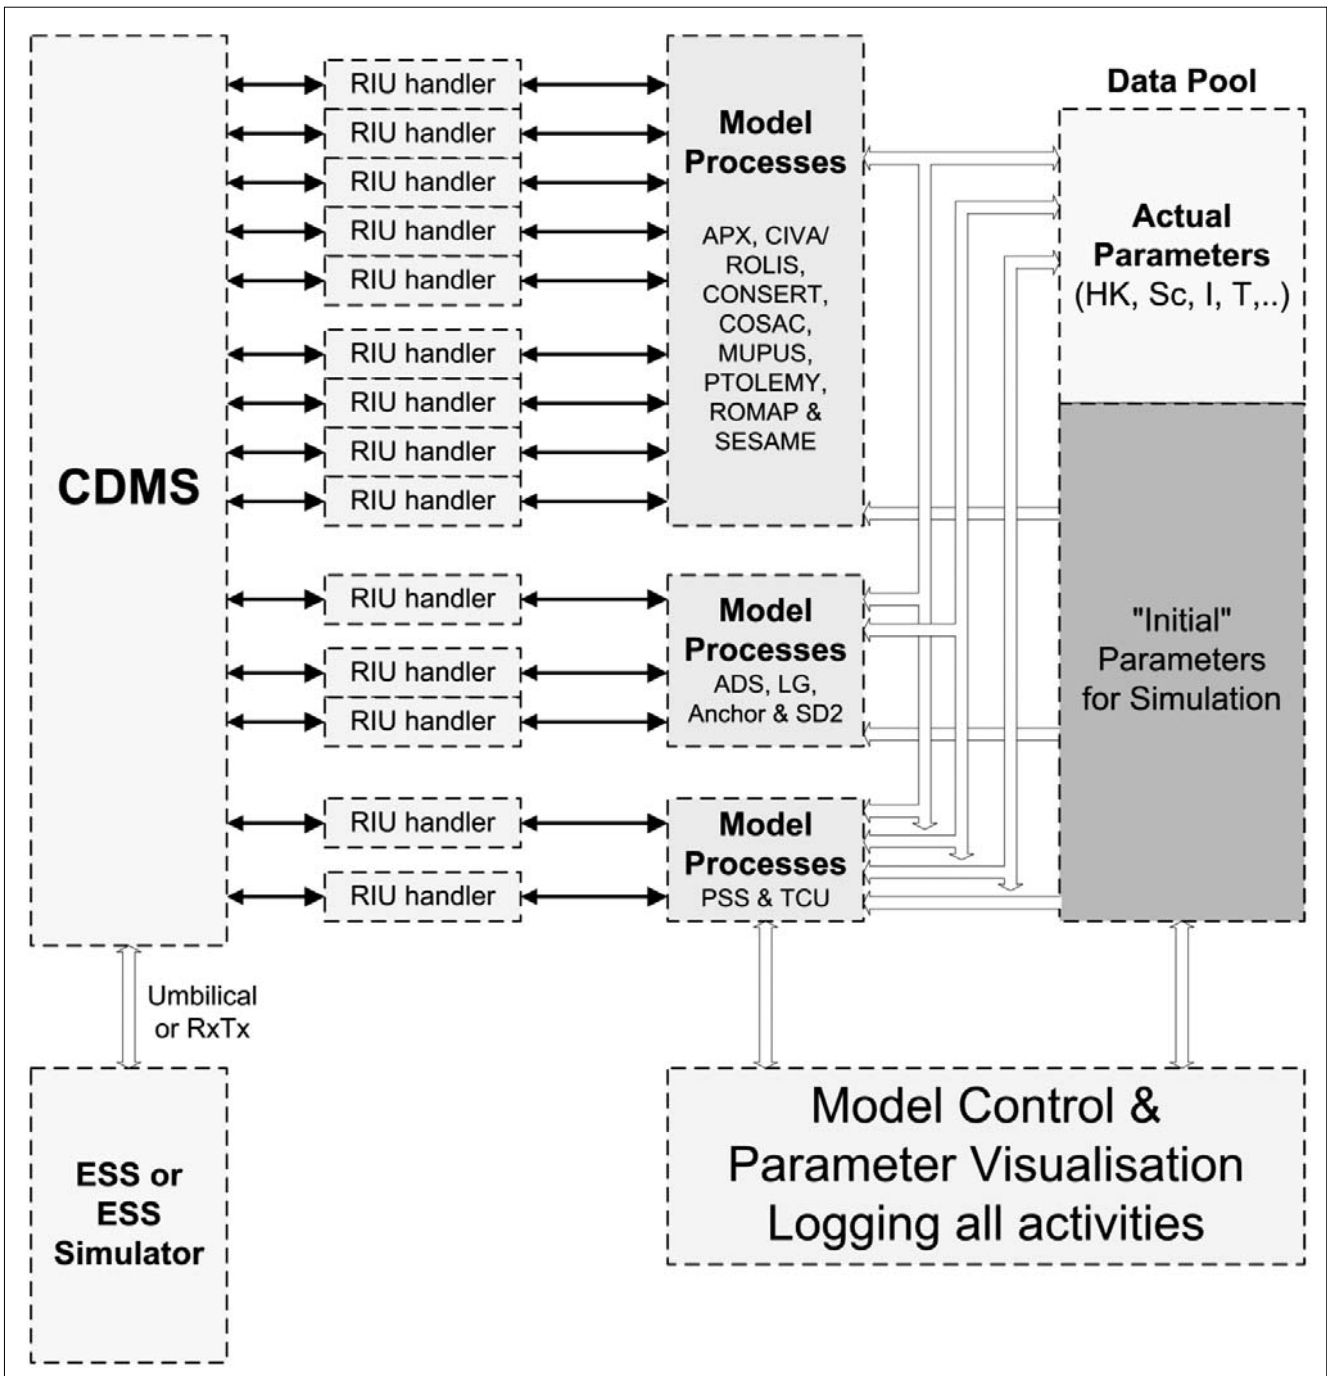 CDMS
RIU handler
RIU handler
RIU handler
RIU handler
RIU handler
RIU handler
RIU handler
RIU handler
RIU handler
RIU handler
RIU handler
RIU handler
RIU handler
RIU handler
Model
Processes
APX, CIVA/
ROLIS,
CONSERT,
COSAC,
MUPUS,
PTOLEMY,
ROMAP &
SESAME
Model
Processes
ADS, LG,
Anchor & SD2
Model
Processes
PSS & TCU
Data Pool
Actual
Parameters
(HK, Sc, I, T,..)
"Initial"
Parameters
for Simulation
Umbilical
or RxTx
ESS or
ESS
Simulator
Model Control &
Parameter Visualisation
Logging all activities